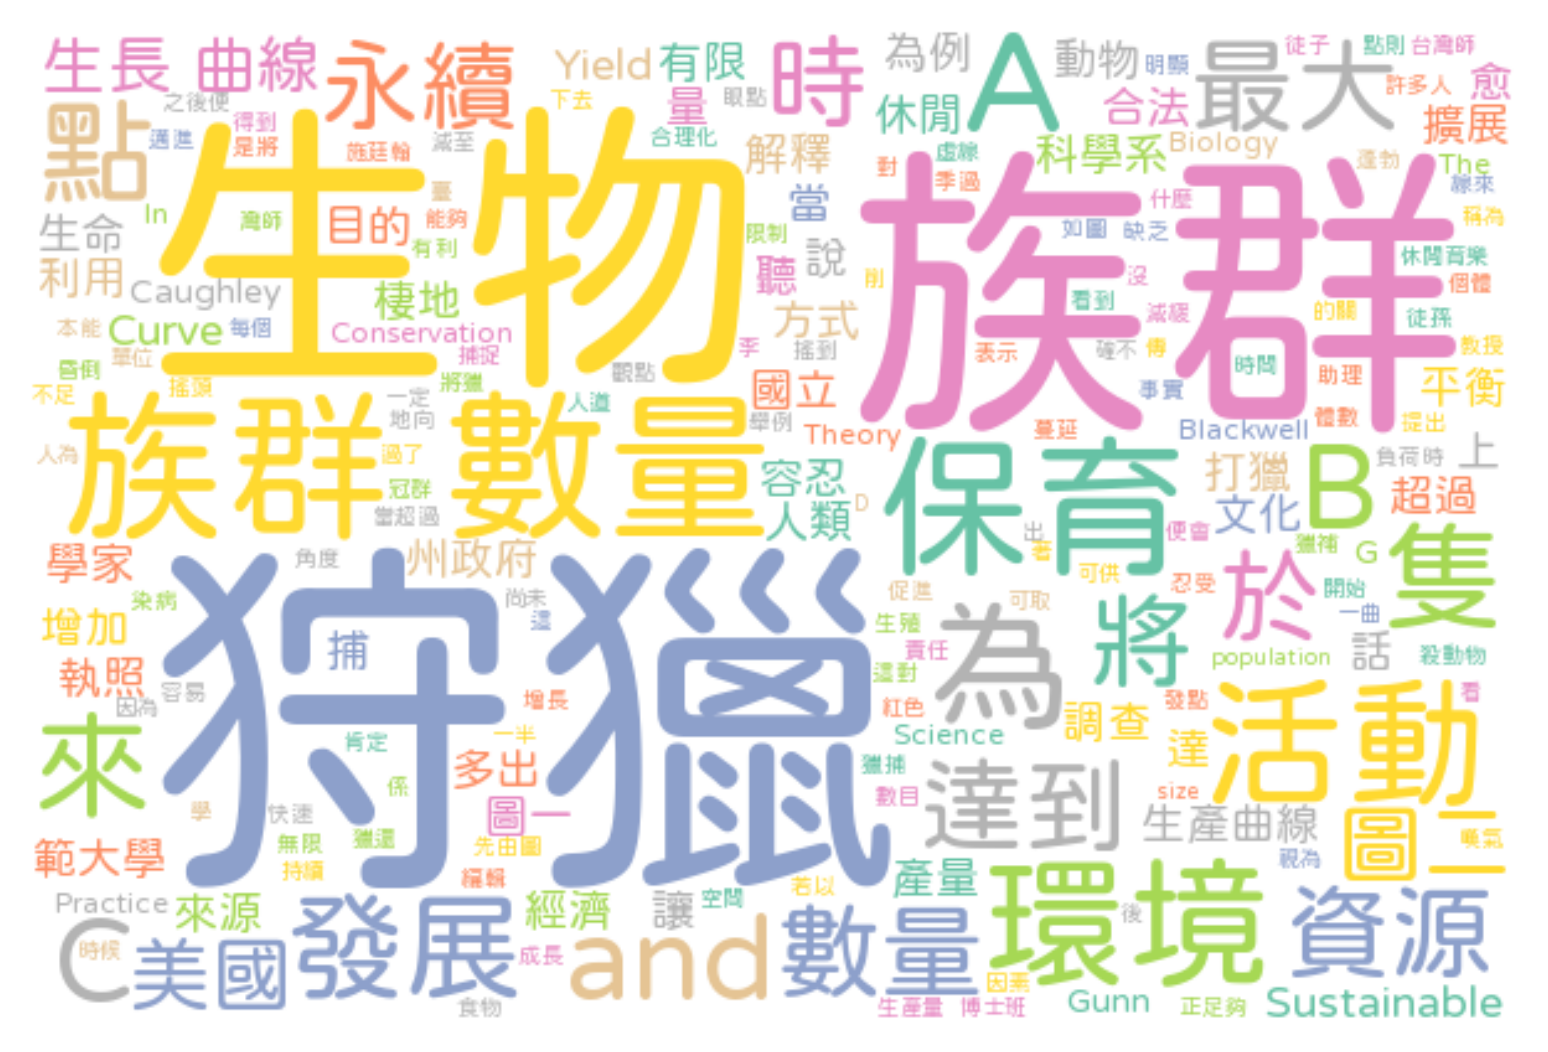 生長 曲線 永續 Yield 有限 時 為例 A 動物 明顯 最大 徒子 點則 台灣師
點 之後便 下去 量 眼點 休閒 合法 許多人 愈
邁進 得到 是將 施廷翰 減至 合理化 解釋 虛線 科學系 Biology 蓬勃 擴展 The
生物 族群
生命 In 灣師 目的 臺 能夠 有利 當 限制 對 季過 什麼 線來 稱為
利用 Caughley 棲地 聽 說 如圖 缺乏 休閒育樂
本能 Curve 每個 Conservation 方式 削 看到 沒 減緩 的關 個體 徒孫
昏倒 單位 捕捉 李 搖到 表示 確不 傳 時間 教授
不足 搖頭 將獵 觀點 國立 事實 助理 平衡
一定 地向 人道 舉例 Theory 蔓延 Blackwell 體數 提出
族群 數量 保育
人為 過了 容忍 打獵 B 負荷時 上
冠群 當超過 人類 D 文化 超過
學家 角度 州政府 出 著 便會 獵補 G 隻
狩獵
增加 染病 尚未 這 促進 可供 可取 忍受 於 開始 一曲
執照 捕 生殖 為 將 population 話 殺動物
因為 容易 增長 責任 這對 紅色 調查 發點 活動 看
來 肯定 一半 Science 達
係 多出 獵捕 達到 size
學 快速 圖一 數目 生產曲線 圖二 嘆氣
範大學 無限 獵還 先由圖 視為
持續 編輯 若以 產量 環境
Practice 來源 發展 經濟 讓 空間 後 資源
C 時候 美國 成長 and 數量 因素
食物 生產量 博士班 Gunn 正足夠 Sustainable